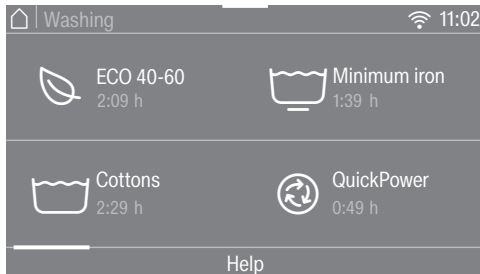 Washing 11:02
ECO 40-60 Minimum iron
2:09 h 1:39 h
Cottons QuickPower
2:29 h 0:49 h
Help